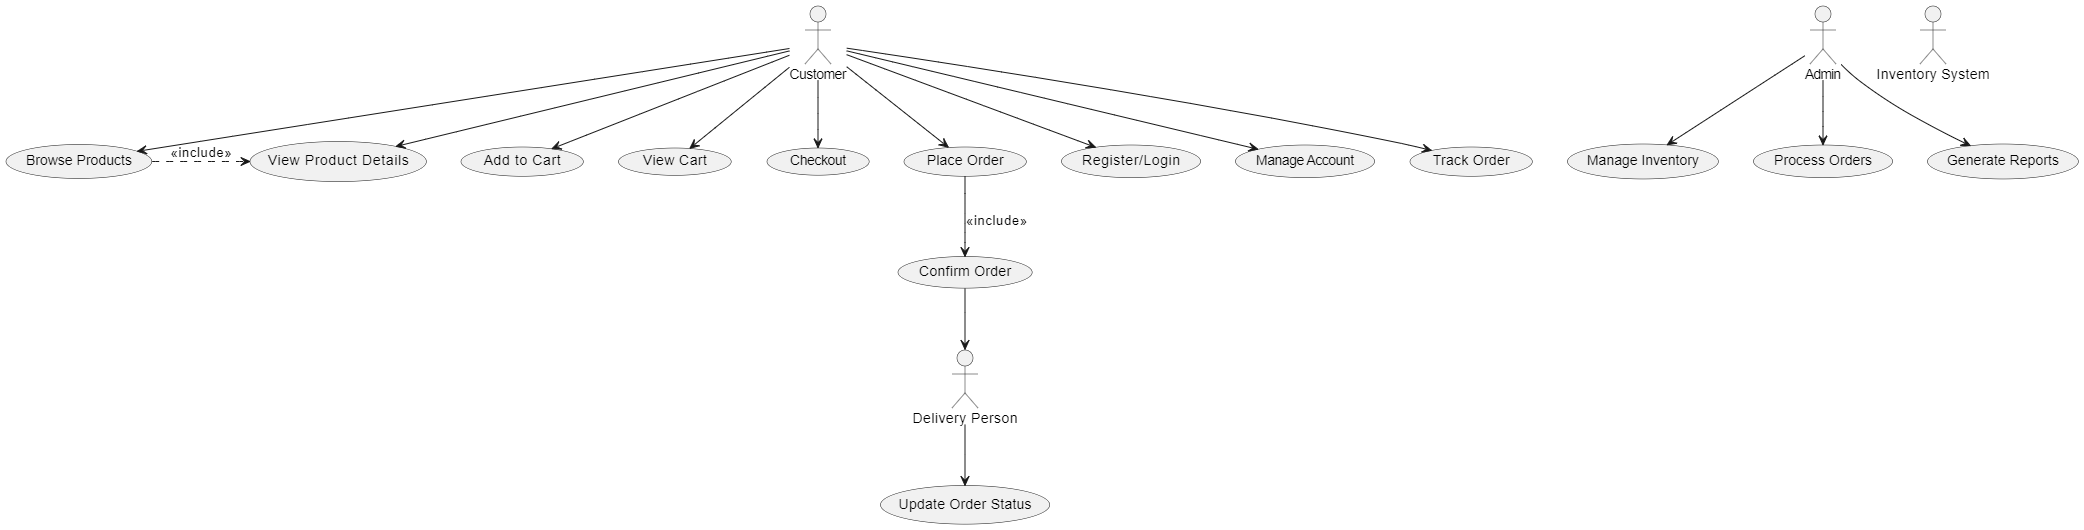 Customer
Admin
Inventory System
«include»
Browse Products
View Product Details
Add to Cart
View Cart
Checkout
Place Order
Register/Login
Manage Account
Track Order
Manage Inventory
Process Orders
Generate Reports
«include»
Confirm Order
Delivery Person
Update Order Status